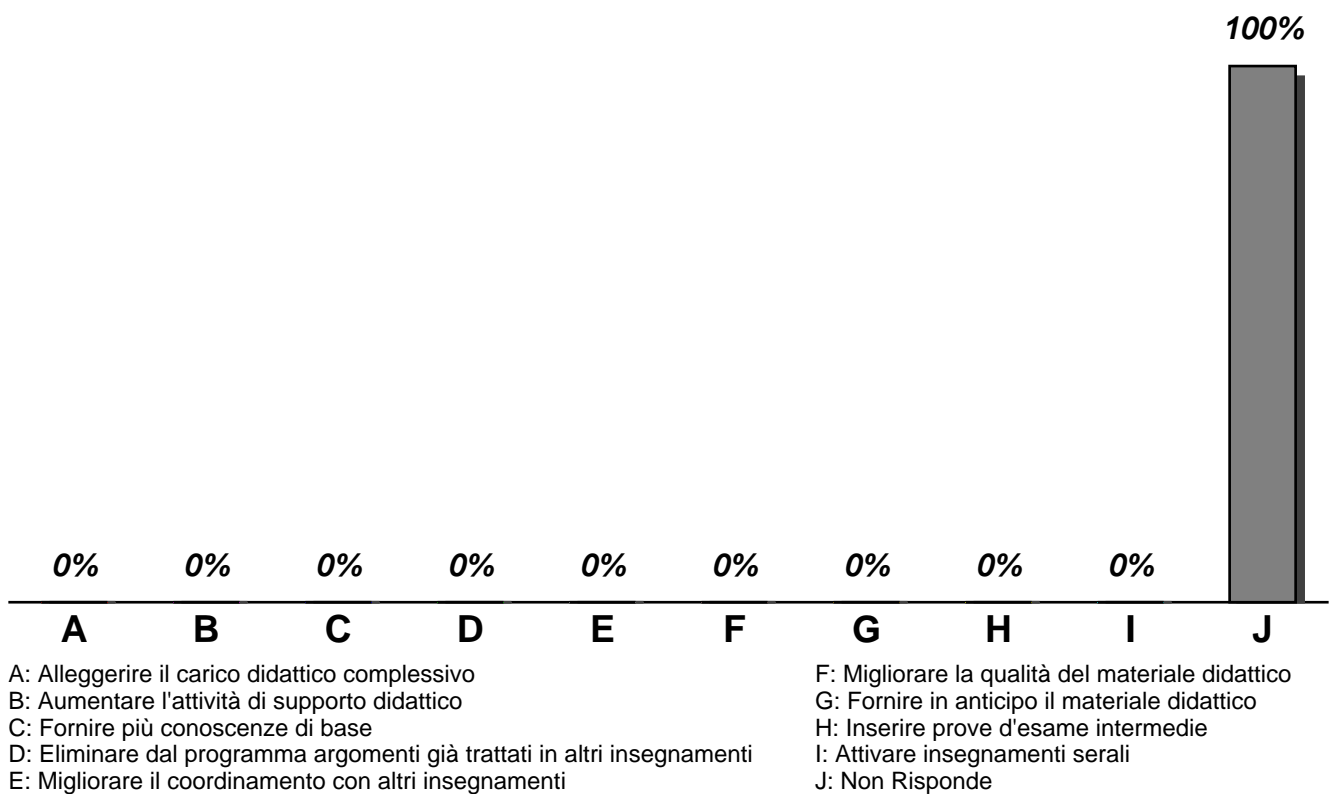 100%
0% 0% 0% 0% 0% 0% 0% 0% 0%
A B C D E F G H I J
A: Alleggerire il carico didattico complessivo
B: Aumentare l'attività di supporto didattico
C: Fornire più conoscenze di base
D: Eliminare dal programma argomenti già trattati in altri insegnamenti
E: Migliorare il coordinamento con altri insegnamenti
F: Migliorare la qualità del materiale didattico
G: Fornire in anticipo il materiale didattico
H: Inserire prove d'esame intermedie
I: Attivare insegnamenti serali
J: Non Risponde